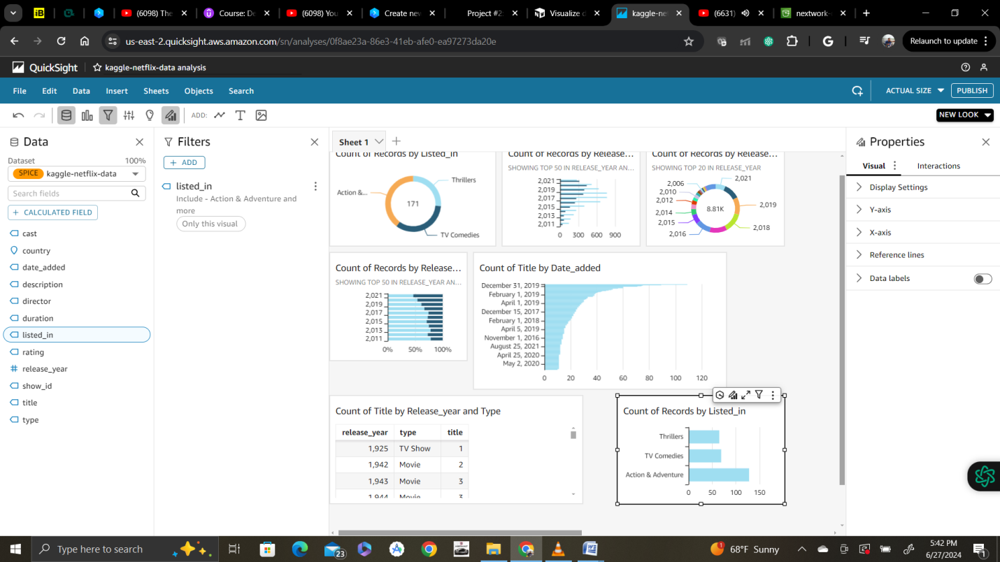 (6098) The
Course: De
(6098) You
Create new
Project #2:
Visualize d
kaggle-net
(6631)
nextwork-
us-east-2.quicksight.aws.amazon.com/sn/analyses/0f8ae23a-86e3-41eb-afe0-ea97273da20e
Relaunch to update
QuickSight
kaggle-netflix-data analysis
File Edit Data Insert Sheets Objects Search
ACTUAL SIZE
PUBLISH
ADD:
NEW LOOK
Data
Dataset 100%
SPICE kaggle-netflix-data
Search fields
+ CALCULATED FIELD
cast
country
date_added
description
director
duration
listed_in
rating
release_year
show_id
title
type
Filters
+ ADD
listed_in
Include - Action & Adventure and
more
Only this visual
Sheet 1
Count of Records by Listed_in
Action &...
171
Thrillers
TV Comedies
Count of Records by Release...
SHOWING TOP 50 IN RELEASE_YEAR AN...
2,021
2,019
2,017
2,015
2,013
2,011
0 300 600 900
Count of Records by Release...
SHOWING TOP 20 IN RELEASE_YEAR
2,006
2,010
2,012
2,014
2,015
2,016
8.81K
2,021
2,019
2,018
Count of Records by Release...
SHOWING TOP 50 IN RELEASE_YEAR AN...
2,021
2,019
2,017
2,015
2,013
2,011
0% 50% 100%
Count of Title by Date_added
December 31, 2019
February 1, 2019
April 1, 2019
December 15, 2017
February 1, 2018
April 5, 2019
November 1, 2016
August 25, 2021
April 25, 2020
May 2, 2020
0 20 40 60 80 100 120
Count of Title by Release_year and Type
release_year type title
1,925 TV Show 1
1,942 Movie 2
1,943 Movie 3
1,944 Movie 3
Count of Records by Listed_in
Thrillers
TV Comedies
Action & Adventure
0 50 100 150
Properties
Visual Interactions
Display Settings
Y-axis
X-axis
Reference lines
Data labels
Type here to search
23
1
68°F Sunny
5:42 PM
6/27/2024
1